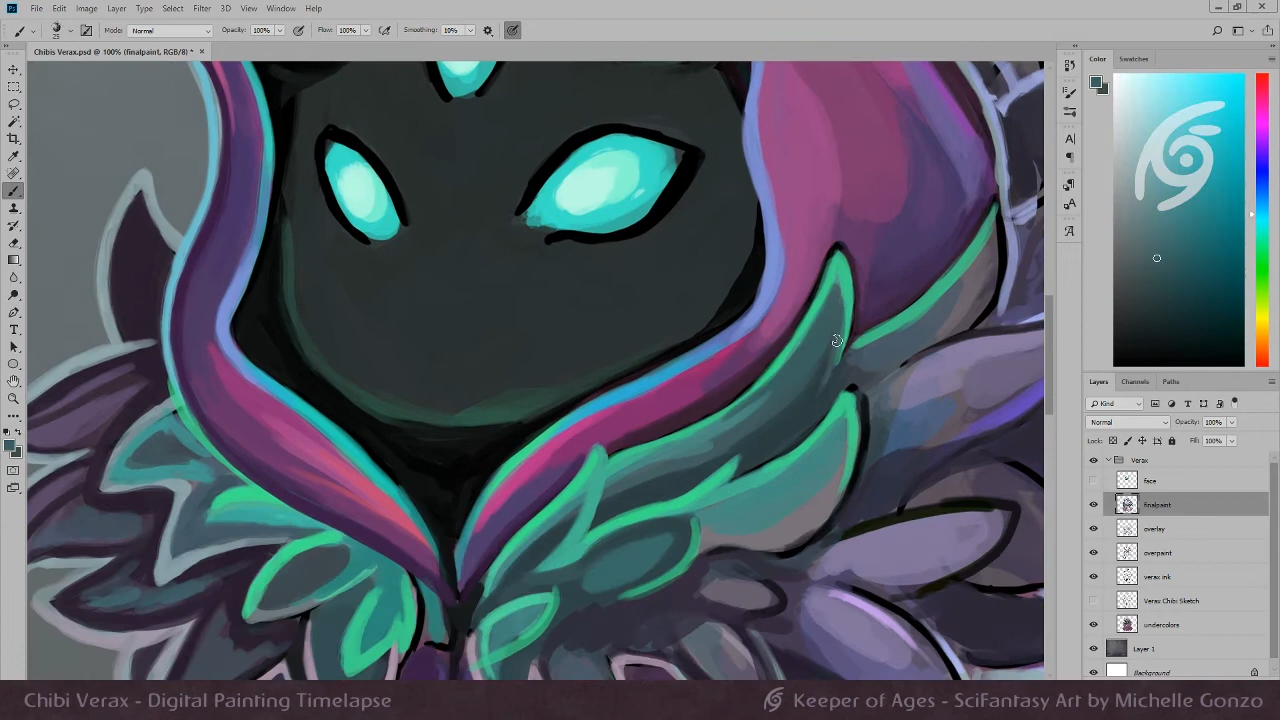 Ps File Edit Image Layer Type Select Filter 3D View Window Help
25 Mode: Normal Opacity: 100% Flow: 100% Smoothing: 10%
Chibis Verax.psd @ 100% (finalpaint, RGB/8) * ×
Color Swatches
Layers Channels Paths
Kind
Normal Opacity: 100%
Lock: Fill: 100%
Verax
face
finalpaint
overlay
overpaint
verax ink
Verax Chibi Sketch
undercolors
Layer 1
Background
Chibi Verax - Digital Painting Timelapse Keeper of Ages - SciFantasy Art by Michelle Gonzo